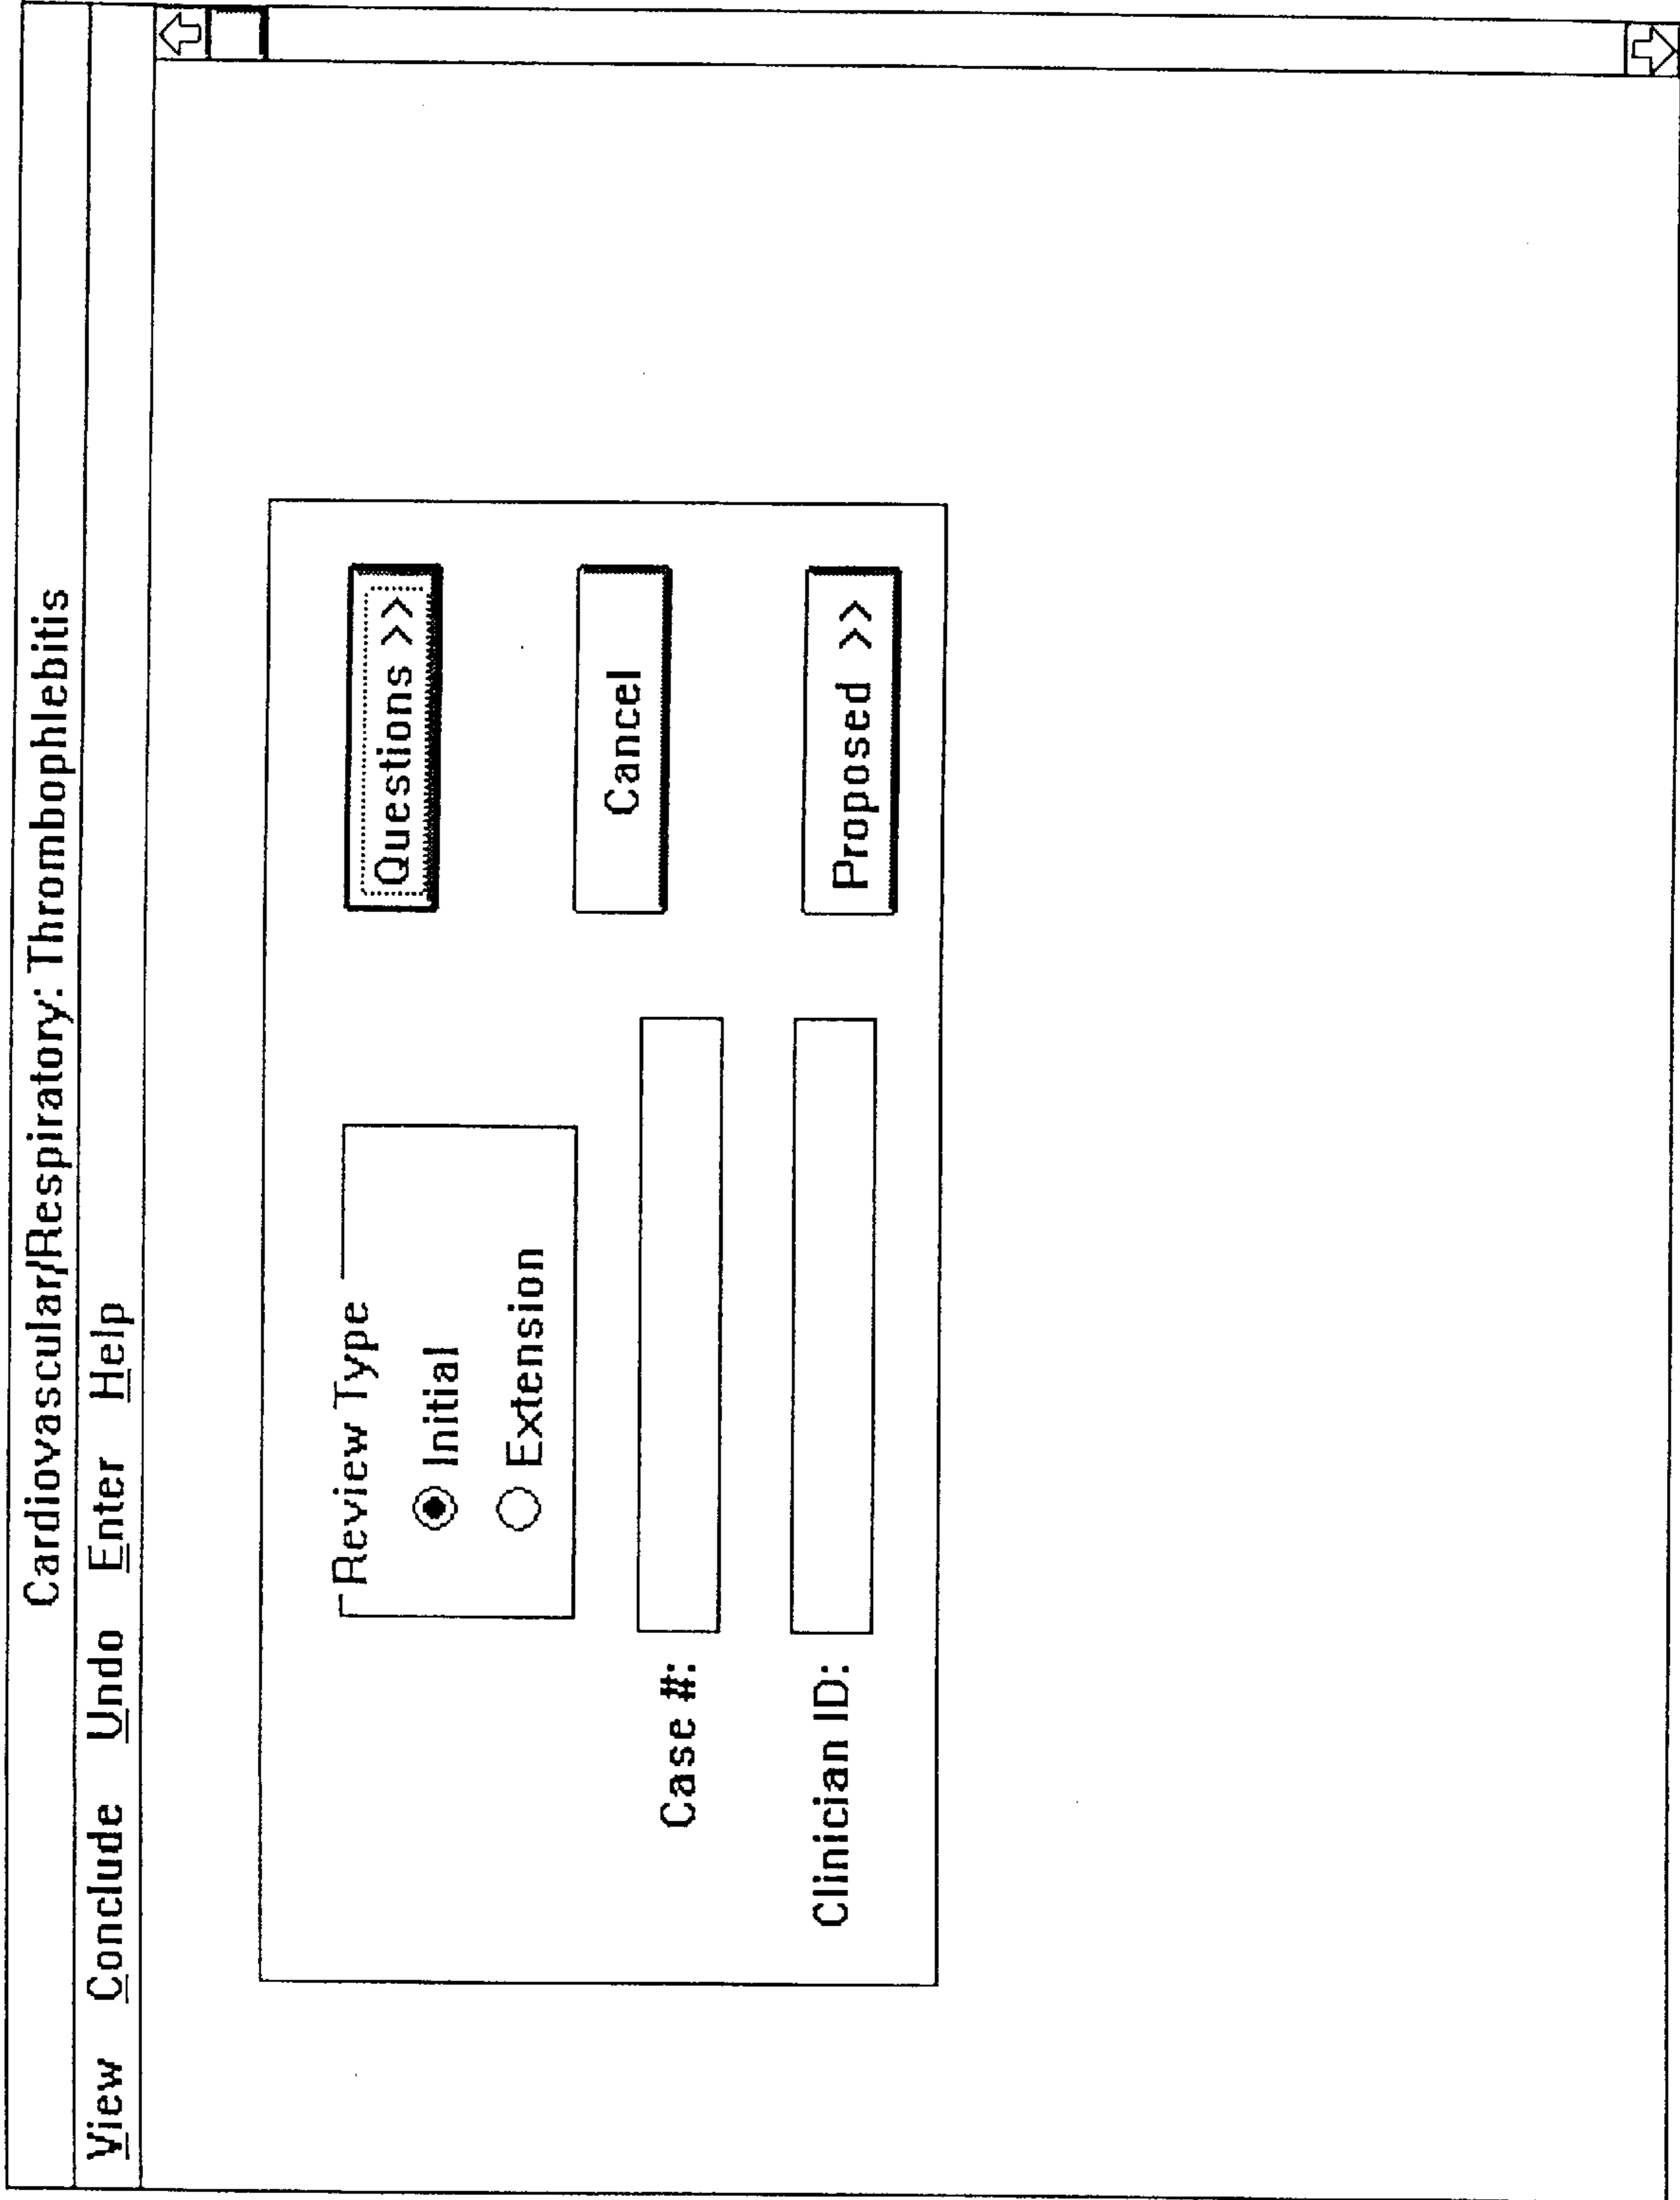 Cardiovascular/Respiratory: Thrombophlebitis
View Conclude Undo Enter Help
Review Type
Initial
Extension
Case #:
Clinician ID:
Questions >>
Cancel
Proposed >>